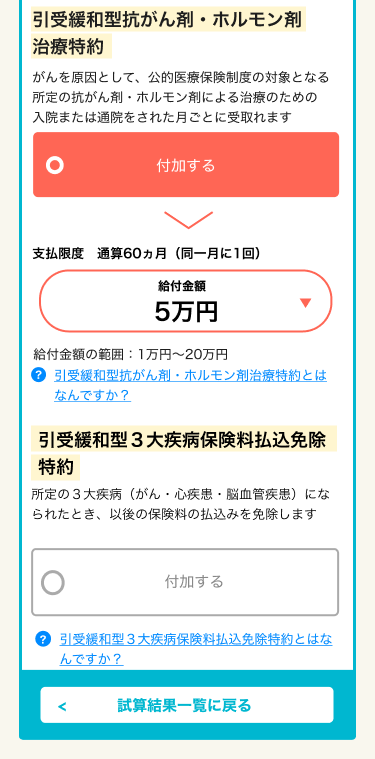 引受緩和型抗がん剤・ホルモン剤
治療特約
がんを原因として、公的医療保険制度の対象となる
所定の抗がん剤・ホルモン剤による治療のための
入院または通院をされた月ごとに受取れます
付加する
支払限度　通算60ヵ月（同一月に1回）
給付金額
5万円
給付金額の範囲：1万円〜20万円
? 引受緩和型抗がん剤・ホルモン剤治療特約とは
なんですか？
引受緩和型３大疾病保険料払込免除
特約
所定の３大疾病（がん・心疾患・脳血管疾患）にな
られたとき、以後の保険料の払込みを免除します
付加する
? 引受緩和型３大疾病保険料払込免除特約とはな
んですか？
< 試算結果一覧に戻る